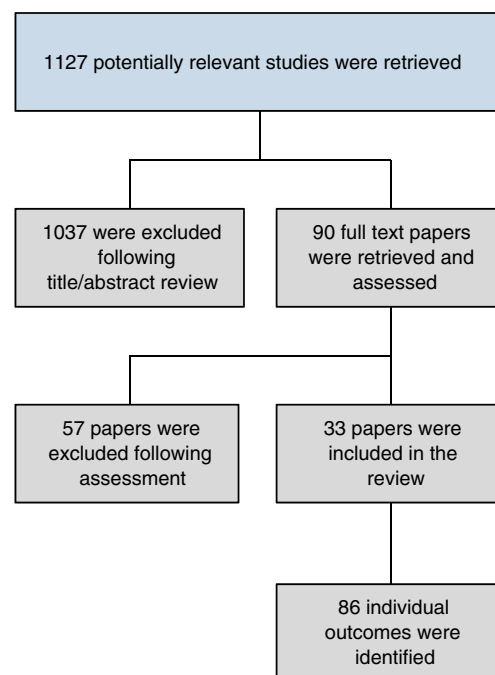 1127 potentially relevant studies were retrieved
1037 were excluded
following
title/abstract review
90 full text papers
were retrieved and
assessed
57 papers were
excluded following
assessment
33 papers were
included in the
review
86 individual
outcomes were
identified